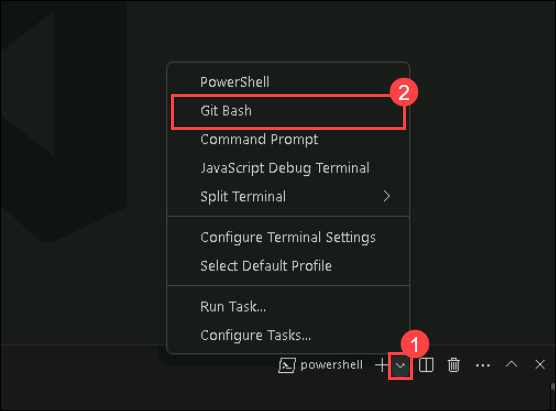 PowerShell
2
Git Bash
Command Prompt
JavaScript Debug Terminal
Split Terminal
Configure Terminal Settings
Select Default Profile
Run Task...
Configure Tasks...
1
powershell